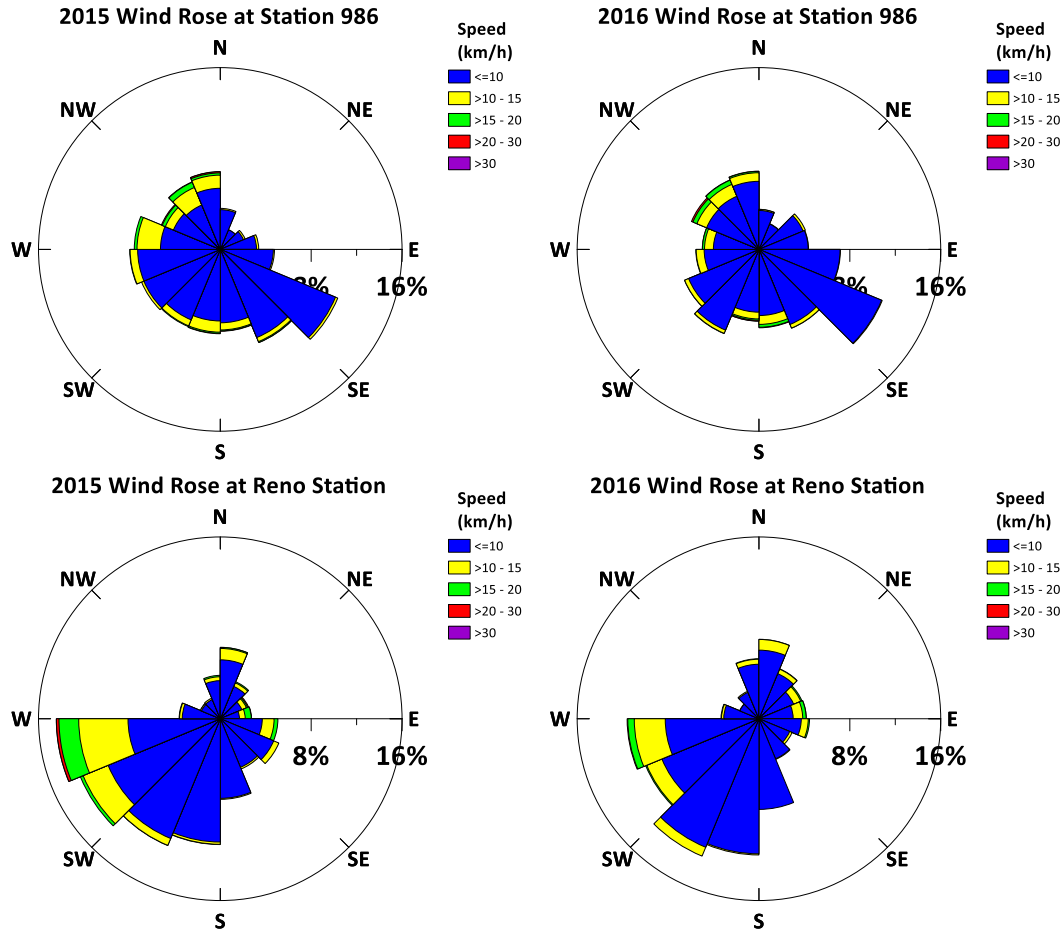 2015 Wind Rose at Station 986
N
NW
NE
W
E
8%
16%
SW
SE
S
Speed
(km/h)
<=10
>10 - 15
>15 - 20
>20 - 30
>30
2016 Wind Rose at Station 986
N
NW
NE
W
E
8%
16%
SW
SE
S
Speed
(km/h)
<=10
>10 - 15
>15 - 20
>20 - 30
>30
2015 Wind Rose at Reno Station
N
NW
NE
W
E
8%
16%
SW
SE
S
Speed
(km/h)
<=10
>10 - 15
>15 - 20
>20 - 30
>30
2016 Wind Rose at Reno Station
N
NW
NE
W
E
8%
16%
SW
SE
S
Speed
(km/h)
<=10
>10 - 15
>15 - 20
>20 - 30
>30